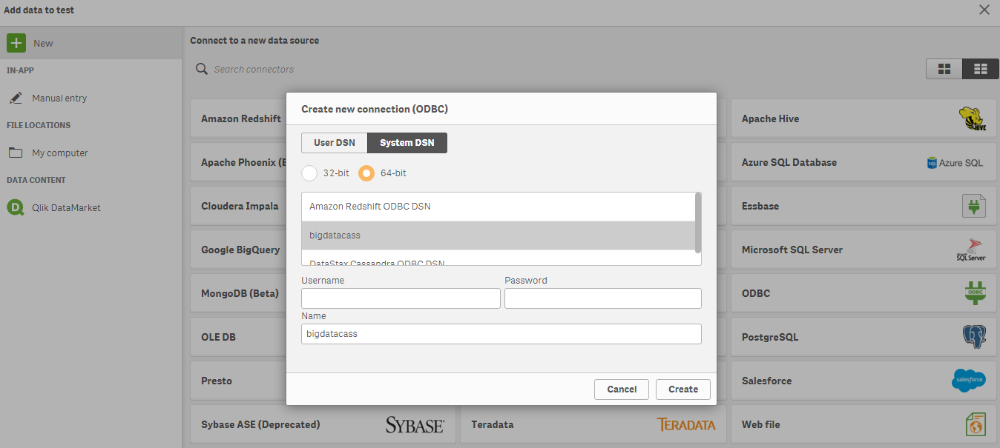 Add data to test
New
IN-APP
Manual entry
FILE LOCATIONS
My computer
DATA CONTENT
D
Qlik DataMarket
Connect to a new data source
Search connectors
Amazon Redshift
Apache Hive
HIVE
Apache Phoenix (
Azure SQL Database
SQL
Azure SQL
Cloudera Impala
Essbase
Google BigQuery
Microsoft SQL Server
Microsoft
SQL Server
MongoDB (Beta)
ODBC
ODBC
OLE DB
PostgreSQL
Presto
Salesforce
salesforce
Sybase ASE (Deprecated)
SYBASE
Teradata
TERADATA
Web file
Create new connection (ODBC)
User DSN
System DSN
32-bit
64-bit
Amazon Redshift ODBC DSN
bigdatacass
DataStax Cassandra ODBC DSN
Username
Password
Name
bigdatacass
Cancel
Create